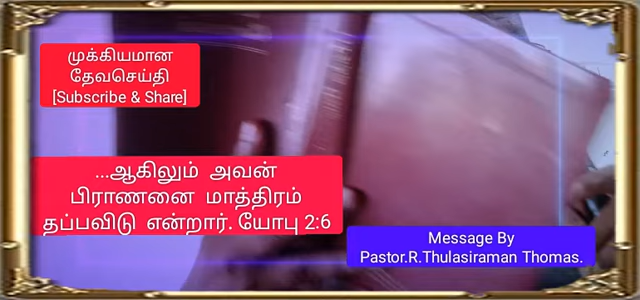 முக்கியமான
தேவசெய்தி
[Subscribe & Share]
...ஆகிலும் அவன்
பிராணனை மாத்திரம்
தப்பவிடு என்றார். யோபு 2:6
Message By
Pastor.R.Thulasiraman Thomas.